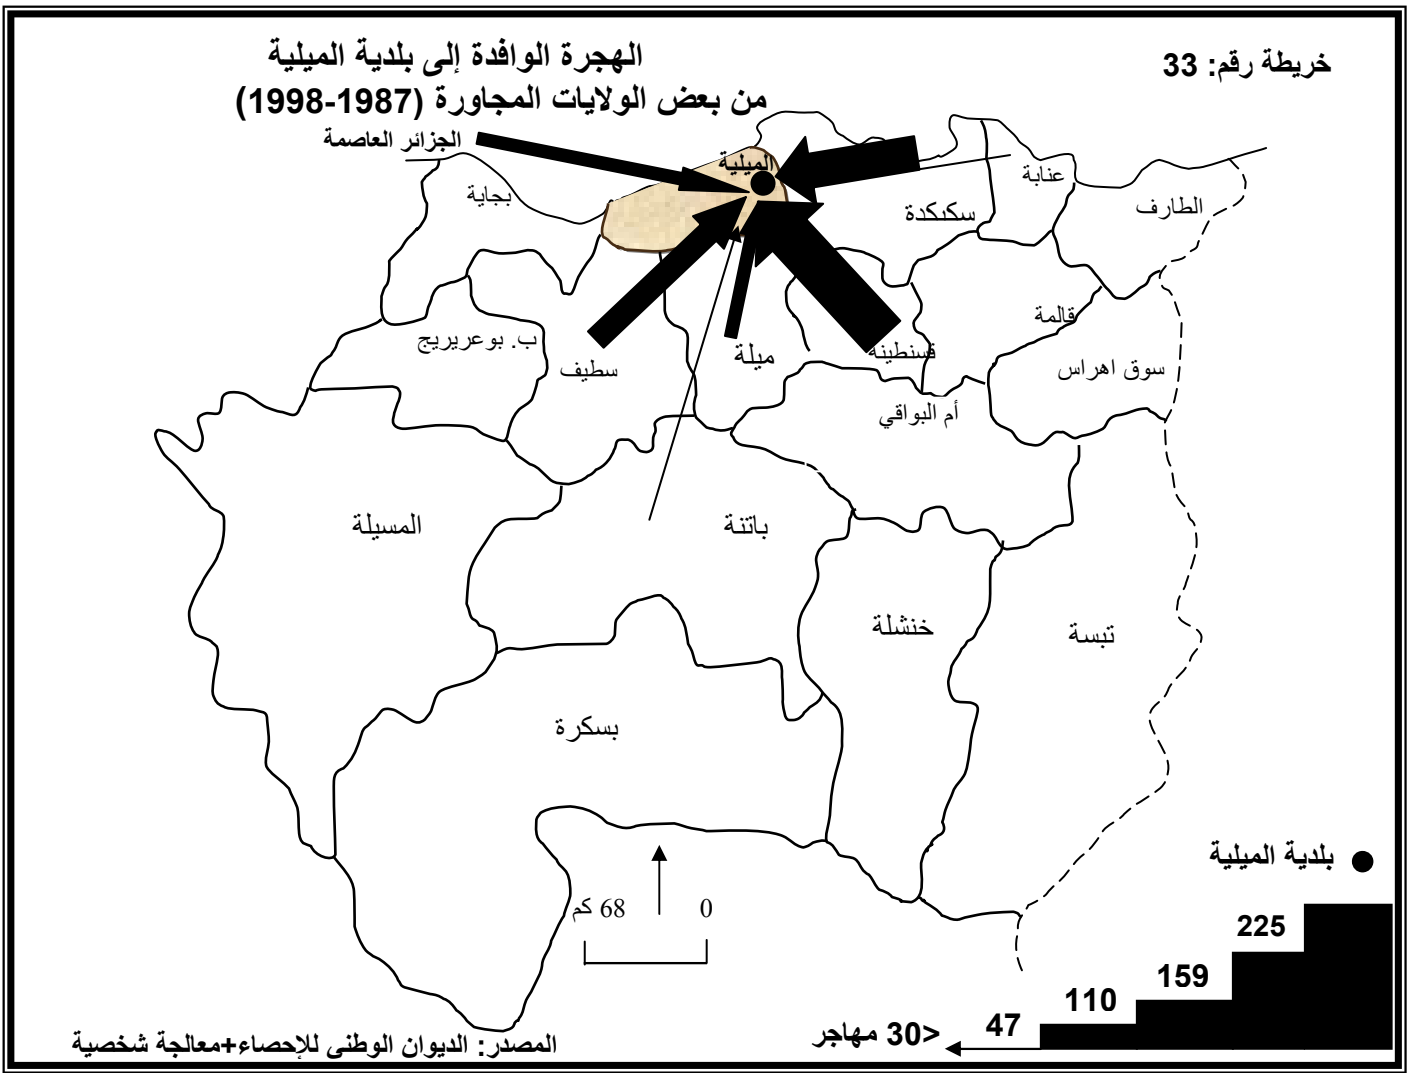 خريطة رقم: 33
الهجرة الوافدة إلى بلدية الميلية
من بعض الولايات المجاورة (1987-1998)
الجزائر العاصمة
الميلية
عنابة
بجاية
سكيكدة
الطارف
قالمة
ب. بوعريريج
سطيف
ميلة
قسنطينة
سوق اهراس
أم البواقي
المسيلة
باتنة
خنشلة
تبسة
بسكرة
بلدية الميلية
68 كم
0
225
159
110
47
<30 مهاجر
المصدر: الديوان الوطني للإحصاء+معالجة شخصية